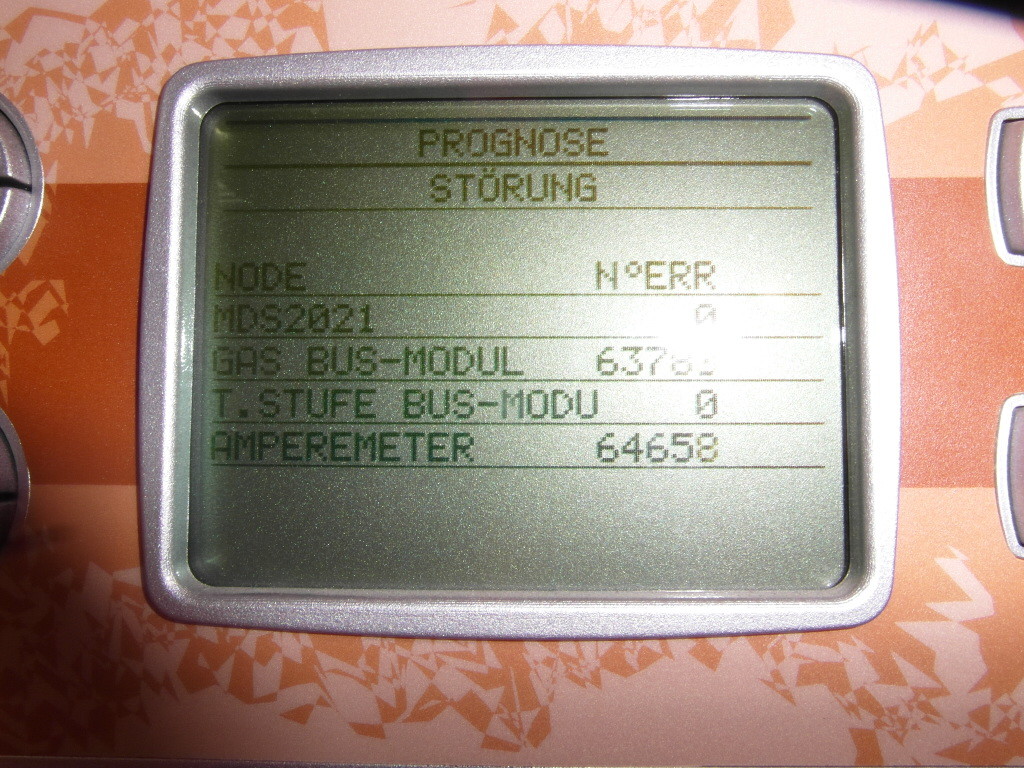 PROGNOSE
STÖRUNG
NODE N°ERR
MDS2021 0
GAS BUS-MODUL
T.STUFE BUS-MODU 0
AMPEREMETER 64658